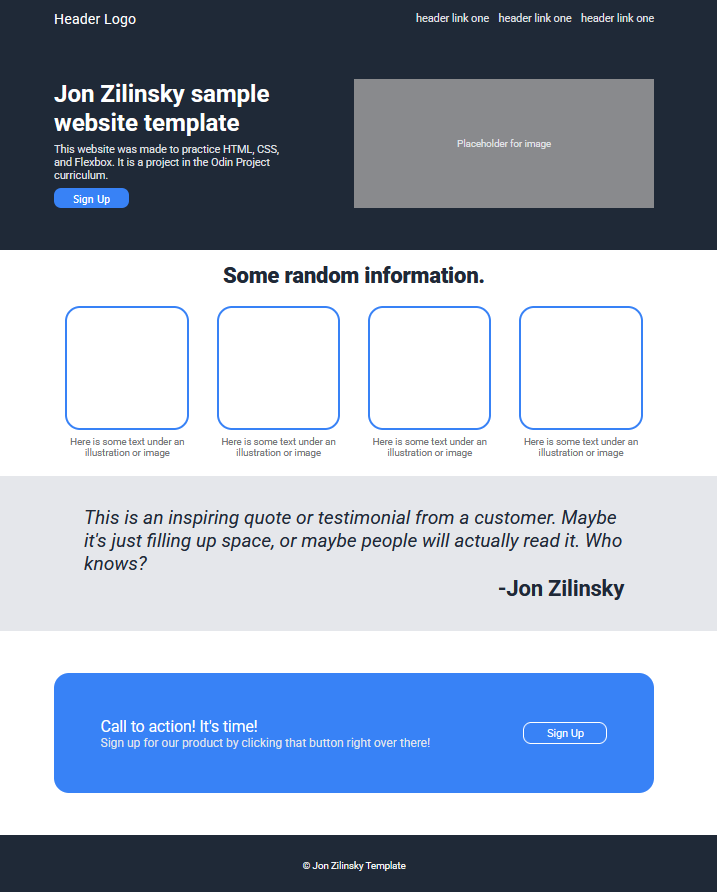 Header Logo
header link one header link one header link one
Jon Zilinsky sample
website template
This website was made to practice HTML, CSS,
and Flexbox. It is a project in the Odin Project
curriculum.
Sign Up
Placeholder for image
Some random information.
Here is some text under an
illustration or image
Here is some text under an
illustration or image
Here is some text under an
illustration or image
Here is some text under an
illustration or image
This is an inspiring quote or testimonial from a customer. Maybe
it's just filling up space, or maybe people will actually read it. Who
knows?
-Jon Zilinsky
Call to action! It's time!
Sign up for our product by clicking that button right over there!
Sign Up
© Jon Zilinsky Template